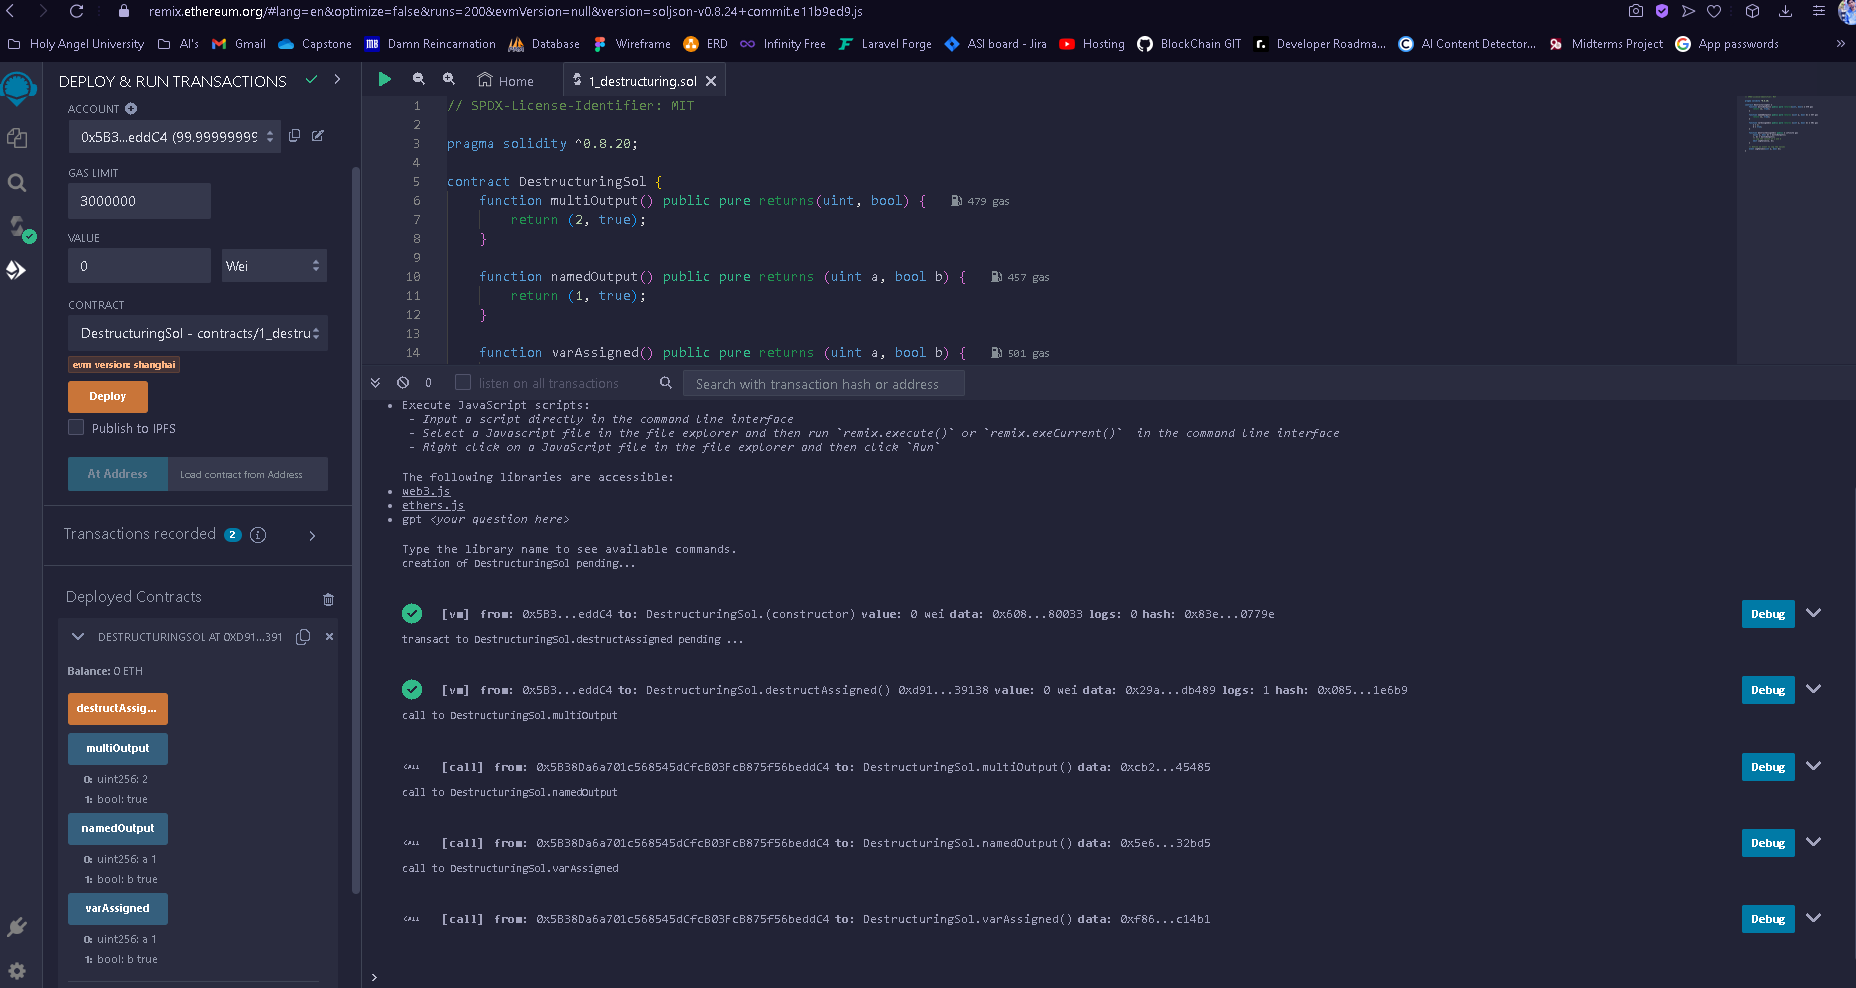 remix.ethereum.org/#lang=en&optimize=false&runs=200&evmVersion=null&version=soljson-v0.8.24+commit.e11b9ed9.js
Holy Angel University AI's Gmail Capstone Damn Reincarnation Database Wireframe ERD Infinity Free Laravel Forge ASI board - Jira Hosting BlockChain GIT Developer Roadma... AI Content Detector... Midterms Project App passwords »
DEPLOY & RUN TRANSACTIONS
ACCOUNT
0x5B3...eddC4 (99.99999999
GAS LIMIT
3000000
VALUE
0 Wei
CONTRACT
DestructuringSol - contracts/1_destru
evm version: shanghai
Deploy
Publish to IPFS
At Address Load contract from Address
Transactions recorded 2 i
Deployed Contracts
DESTRUCTURINGSOL AT 0XD91...391
Balance: 0 ETH
destructAssig...
multiOutput
0: uint256: 2
1: bool: true
namedOutput
0: uint256: a 1
1: bool: b true
varAssigned
0: uint256: a 1
1: bool: b true
Home 1_destructuring.sol
1 // SPDX-License-Identifier: MIT
2
3 pragma solidity ^0.8.20;
4
5 contract DestructuringSol {
6 function multiOutput() public pure returns(uint, bool) { 479 gas
7 return (2, true);
8 }
9
10 function namedOutput() public pure returns (uint a, bool b) { 457 gas
11 return (1, true);
12 }
13
14 function varAssigned() public pure returns (uint a, bool b) { 501 gas
0 listen on all transactions Search with transaction hash or address
• Execute JavaScript scripts:
- Input a script directly in the command line interface
- Select a Javascript file in the file explorer and then run `remix.execute()` or `remix.exeCurrent()` in the command line interface
- Right click on a JavaScript file in the file explorer and then click `Run`
The following libraries are accessible:
• web3.js
• ethers.js
• gpt <your question here>
Type the library name to see available commands.
creation of DestructuringSol pending...
[vm] from: 0x5B3...eddC4 to: DestructuringSol.(constructor) value: 0 wei data: 0x608...80033 logs: 0 hash: 0x83e...0779e Debug
transact to DestructuringSol.destructAssigned pending ...
[vm] from: 0x5B3...eddC4 to: DestructuringSol.destructAssigned() 0xd91...39138 value: 0 wei data: 0x29a...db489 logs: 1 hash: 0x085...1e6b9 Debug
call to DestructuringSol.multiOutput
CALL [call] from: 0x5B38Da6a701c568545dCfcB03FcB875f56beddC4 to: DestructuringSol.multiOutput() data: 0xcb2...45485 Debug
call to DestructuringSol.namedOutput
CALL [call] from: 0x5B38Da6a701c568545dCfcB03FcB875f56beddC4 to: DestructuringSol.namedOutput() data: 0x5e6...32bd5 Debug
call to DestructuringSol.varAssigned
CALL [call] from: 0x5B38Da6a701c568545dCfcB03FcB875f56beddC4 to: DestructuringSol.varAssigned() data: 0xf86...c14b1 Debug
>